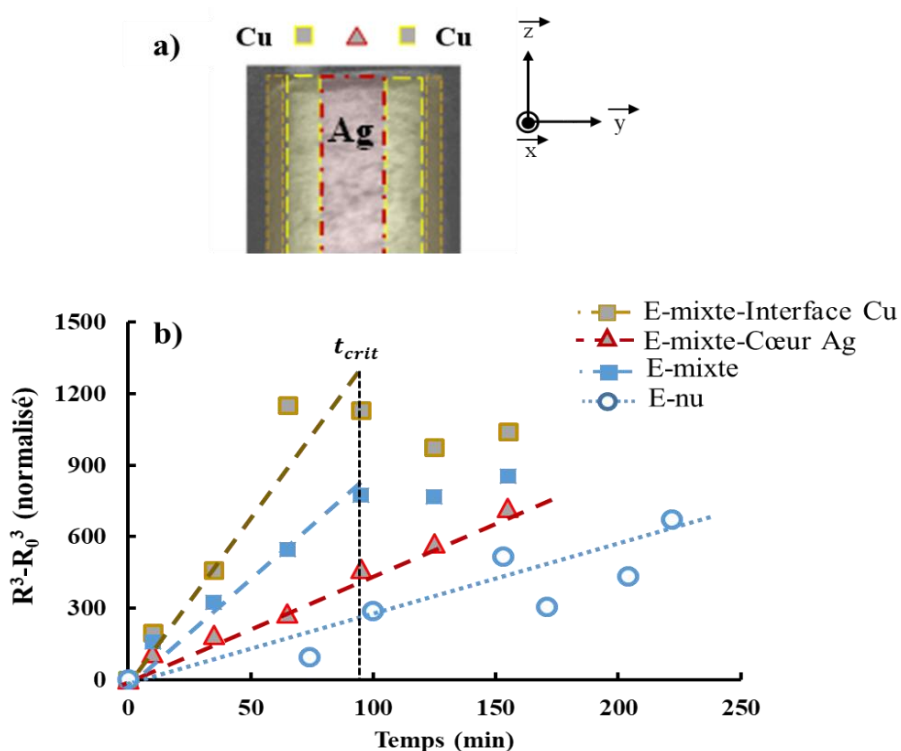 a)
Cu Cu
Ag
z
y
x
b)
R³-R₀³ (normalisé)
1500
1200
900
600
300
0
t_crit
E-mixte-Interface Cu
E-mixte-Cœur Ag
E-mixte
E-nu
0 50 100 150 200 250
Temps (min)